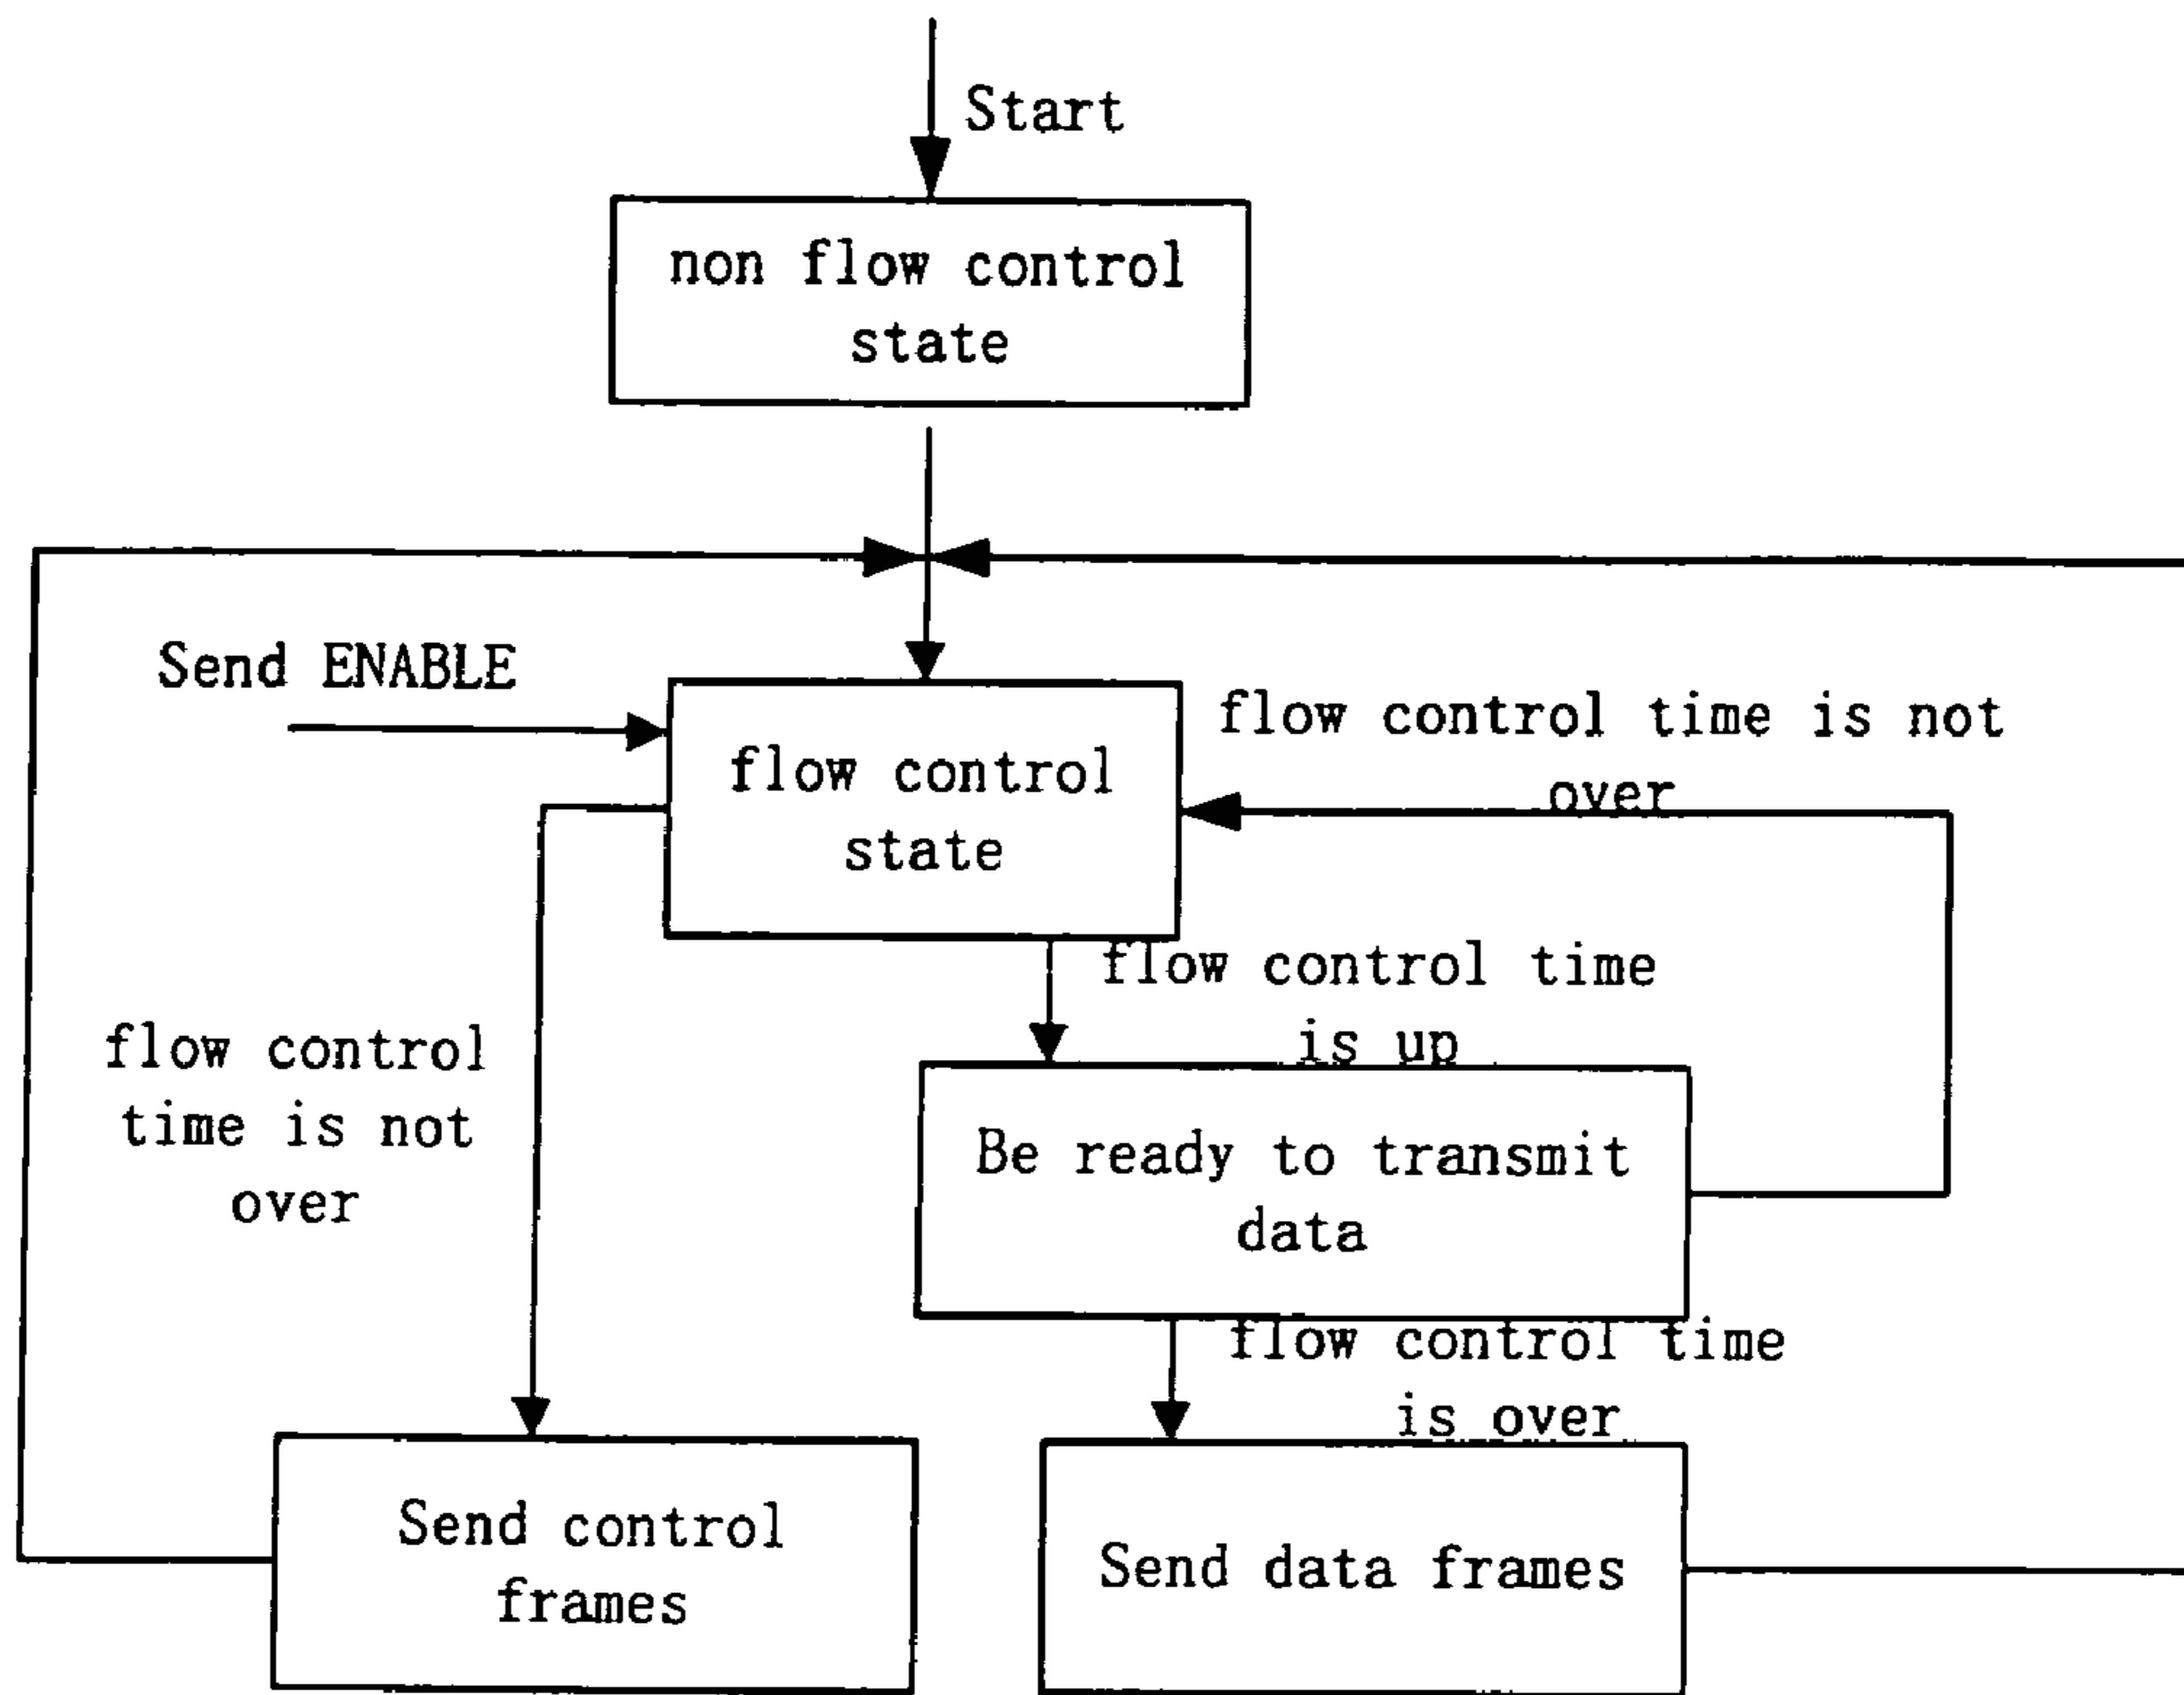 Start
non flow control
state
Send ENABLE
flow control time is not
over
flow control
state
flow control time
is up
flow control
time is not
over
Be ready to transmit
data
flow control time
is over
Send control
frames
Send data frames